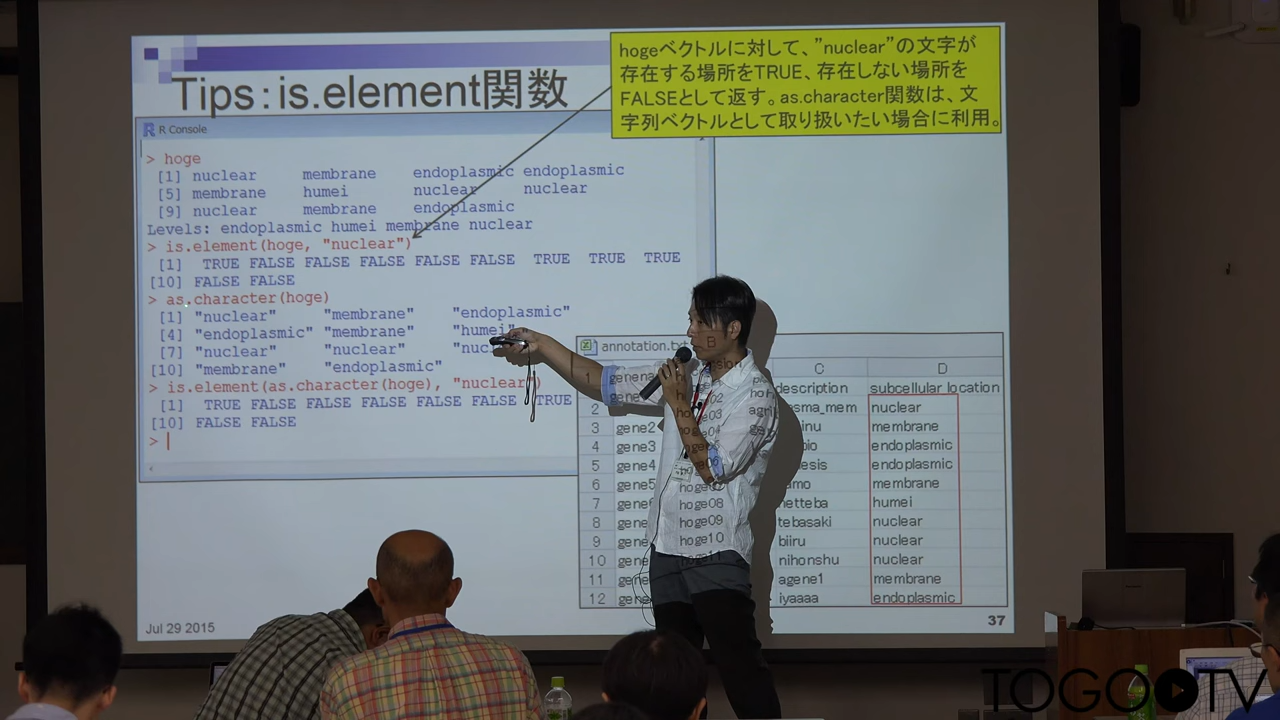 Tips：is.element関数
hogeベクトルに対して、”nuclear”の文字が
存在する場所をTRUE、存在しない場所を
FALSEとして返す。as.character関数は、文
字列ベクトルとして取り扱いたい場合に利用。
R Console
> hoge
[1] nuclear membrane endoplasmic endoplasmic
[5] membrane humei nuclear nuclear
[9] nuclear membrane endoplasmic
Levels: endoplasmic humei membrane nuclear
> is.element(hoge, "nuclear")
[1] TRUE FALSE FALSE FALSE FALSE FALSE TRUE TRUE TRUE
[10] FALSE FALSE
> as.character(hoge)
[1] "nuclear" "membrane" "endoplasmic"
[4] "endoplasmic" "membrane" "humei"
[7] "nuclear" "nuclear"
[10] "membrane" "endoplasmic"
> is.element(as.character(hoge), "nuclear")
[1] TRUE FALSE FALSE FALSE FALSE FALSE TRUE
[10] FALSE FALSE
>
annotation.txt
B C D
1 description subcellular location
2 nuclear
3 gene2 hoge03 membrane
4 gene3 endoplasmic
5 gene4 endoplasmic
6 membrane
7 hoge08 humei
8 hoge09 tebasaki nuclear
9 hoge10 biiru nuclear
10 nihonshu nuclear
11 agene1 membrane
12 iyaaaa endoplasmic
Jul 29 2015
37
TOGOTV